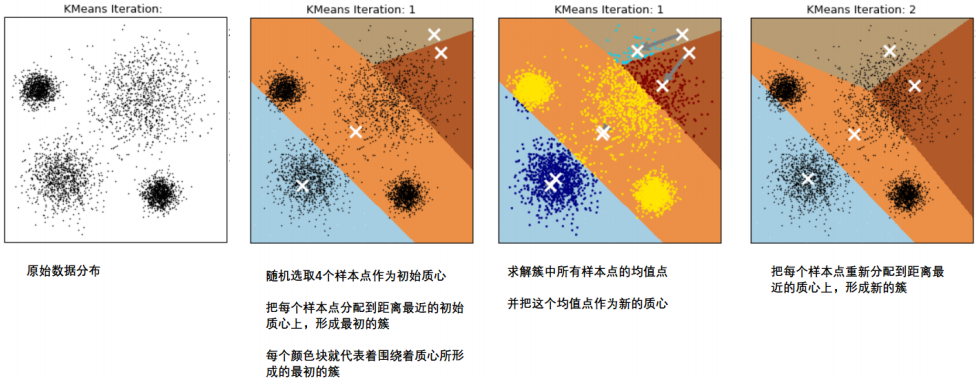 KMeans Iteration:
KMeans Iteration: 1
KMeans Iteration: 1
KMeans Iteration: 2
原始数据分布
随机选取4个样本点作为初始质心
把每个样本点分配到距离最近的初始
质心上，形成最初的簇
每个颜色块就代表着围绕着质心所形
成的最初的簇
求解簇中所有样本点的均值点
并把这个均值点作为新的质心
把每个样本点重新分配到距离最
近的质心上，形成新的簇